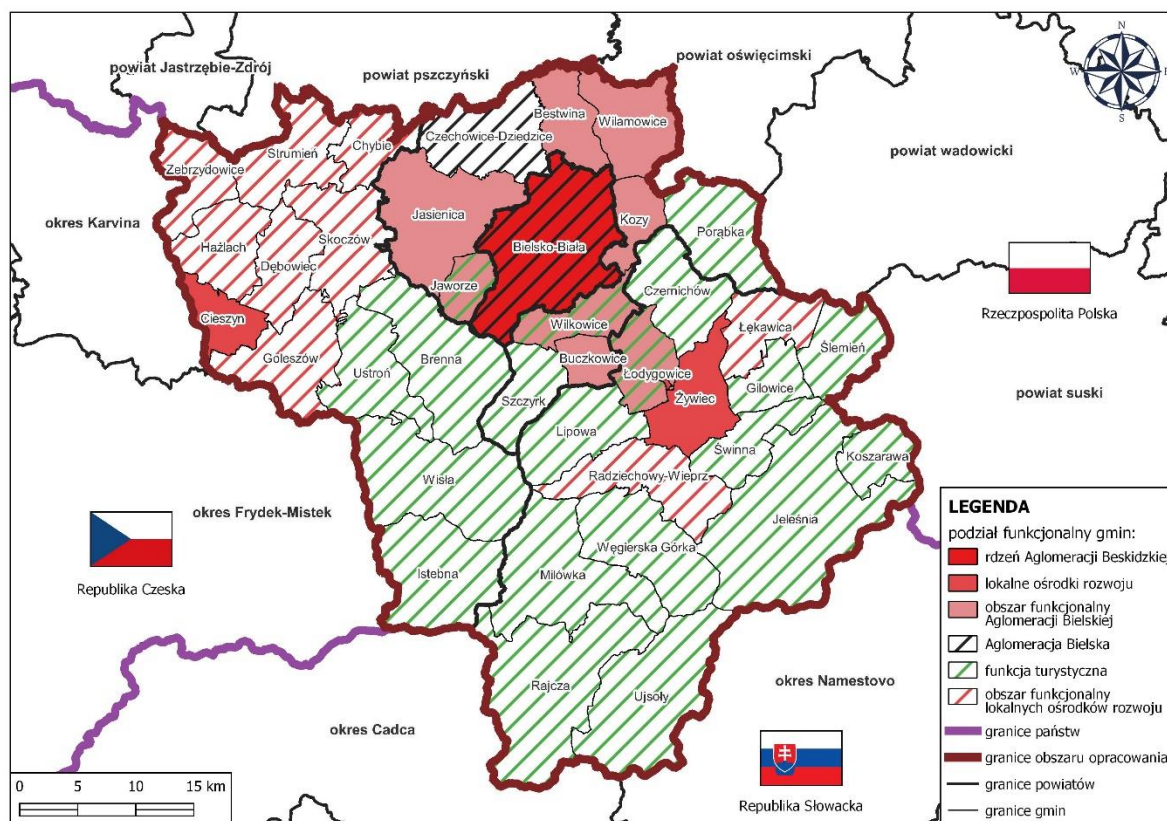 N
W
E
S
powiat Jastrzębie-Zdrój
powiat pszczyński
powiat oświęcimski
powiat wadowicki
powiat suski
okres Karvina
okres Frydek-Mistek
okres Cadca
okres Namestovo
Bestwina
Wilamowice
Czechowice-Dziedzice
Chybie
Strumień
Zebrzydowice
Hażlach
Dębowiec
Skoczów
Jasienica
Bielsko-Biała
Kozy
Porąbka
Cieszyn
Goleszów
Jaworze
Czernichów
Wilkowice
Łękawica
Ślemień
Ustroń
Brenna
Buczkowice
Łodygowice
Gilowice
Szczyrk
Żywiec
Lipowa
Świnna
Koszarawa
Radziechowy-Wieprz
Wisła
Jeleśnia
Węgierska Górka
Istebna
Milówka
Rajcza
Ujsoły
Rzeczpospolita Polska
Republika Czeska
Republika Słowacka
LEGENDA
podział funkcjonalny gmin:
rdzeń Aglomeracji Beskidzkiej
lokalne ośrodki rozwoju
obszar funkcjonalny
Aglomeracji Bielskiej
Aglomeracja Bielska
funkcja turystyczna
obszar funkcjonalny
lokalnych ośrodków rozwoju
granice państw
granice obszaru opracowania
granice powiatów
granice gmin
0 5 10 15 km